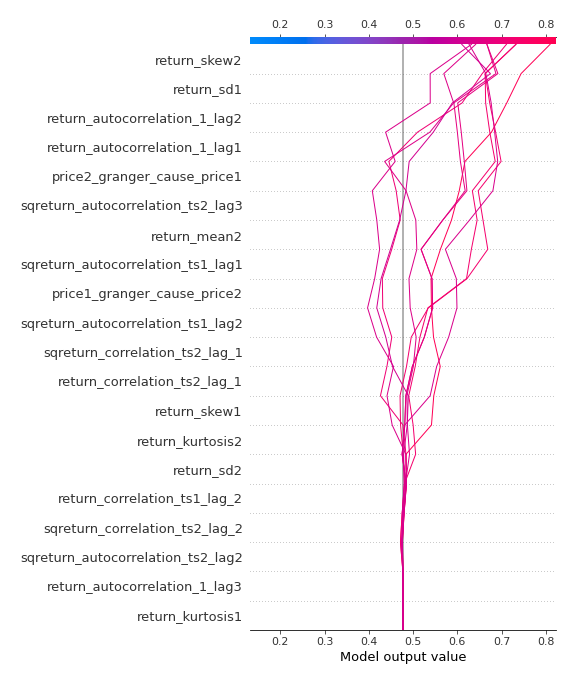 0.2 0.3 0.4 0.5 0.6 0.7 0.8
return_skew2
return_sd1
return_autocorrelation_1_lag2
return_autocorrelation_1_lag1
price2_granger_cause_price1
sqreturn_autocorrelation_ts2_lag3
return_mean2
sqreturn_autocorrelation_ts1_lag1
price1_granger_cause_price2
sqreturn_autocorrelation_ts1_lag2
sqreturn_correlation_ts2_lag_1
return_correlation_ts2_lag_1
return_skew1
return_kurtosis2
return_sd2
return_correlation_ts1_lag_2
sqreturn_correlation_ts2_lag_2
sqreturn_autocorrelation_ts2_lag2
return_autocorrelation_1_lag3
return_kurtosis1
0.2 0.3 0.4 0.5 0.6 0.7 0.8
Model output value